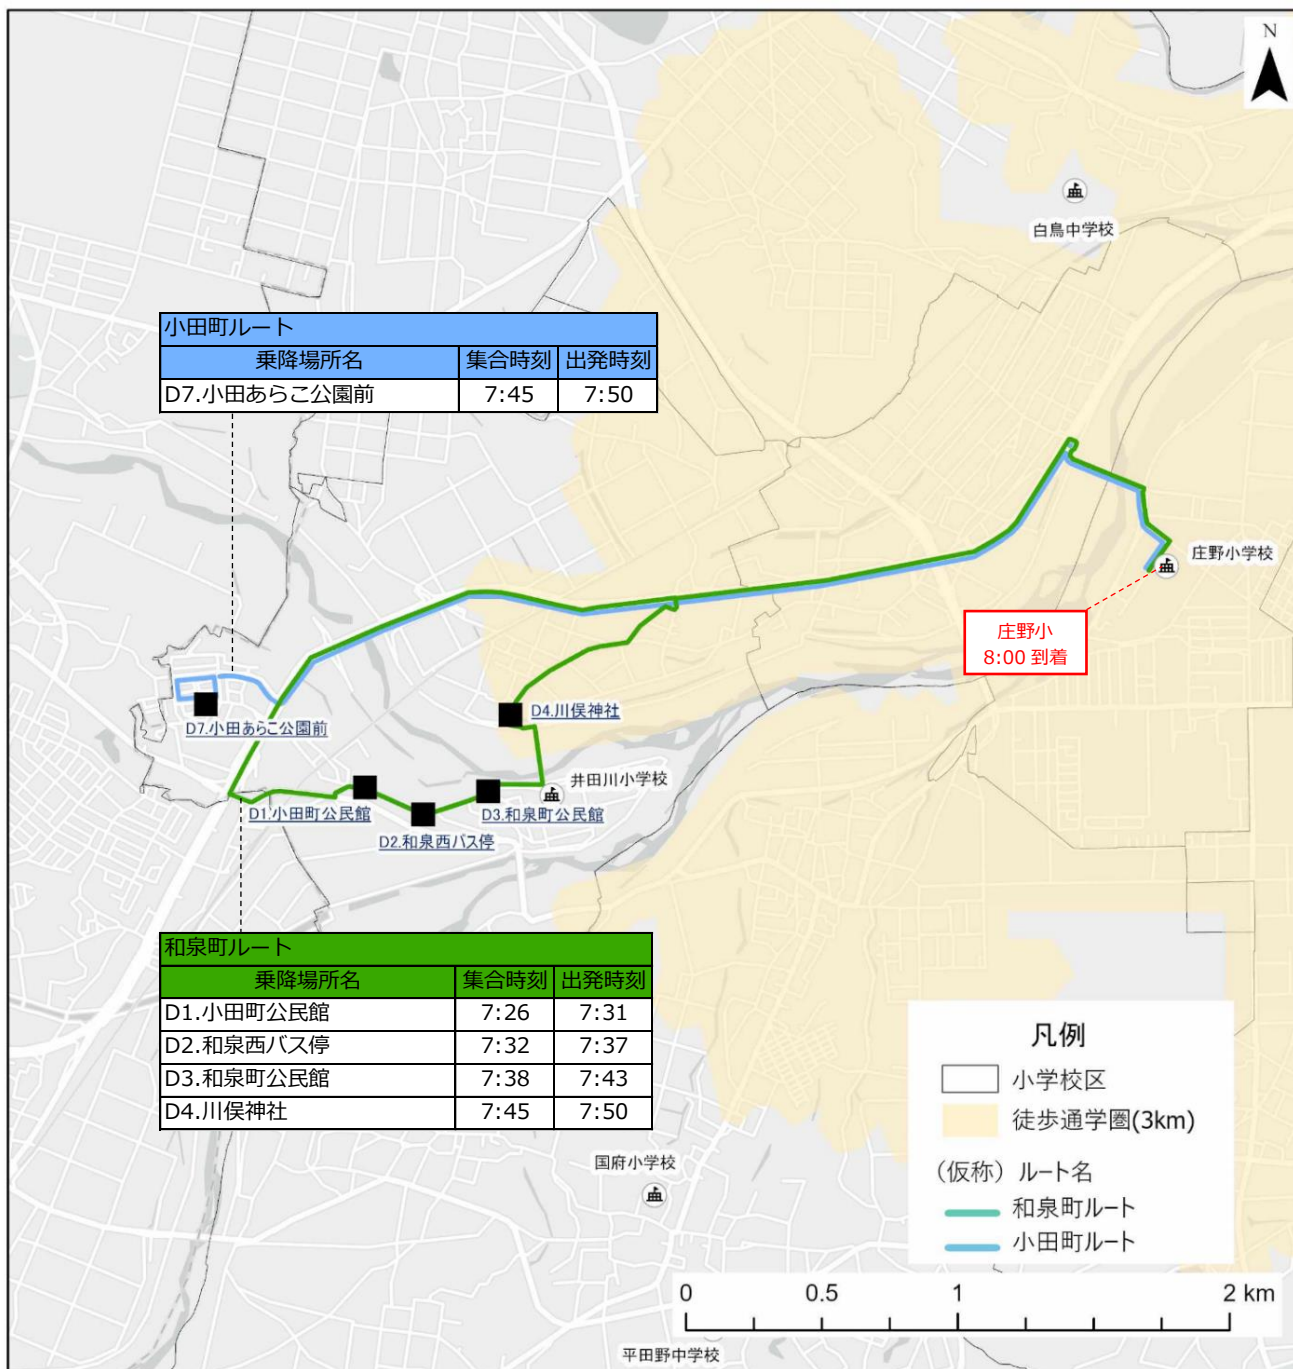 N
白鳥中学校
小田町ルート
乗降場所名 集合時刻 出発時刻
D7.小田あらこ公園前 7:45 7:50
庄野小学校
庄野小
8:00 到着
D4.川俣神社
D7.小田あらこ公園前
井田川小学校
D1.小田町公民館
D3.和泉町公民館
D2.和泉西バス停
和泉町ルート
乗降場所名 集合時刻 出発時刻
D1.小田町公民館 7:26 7:31
D2.和泉西バス停 7:32 7:37
D3.和泉町公民館 7:38 7:43
D4.川俣神社 7:45 7:50
凡例
小学校区
徒歩通学圏(3km)
（仮称）ルート名
和泉町ルート
小田町ルート
国府小学校
0 0.5 1 2 km
平田野中学校